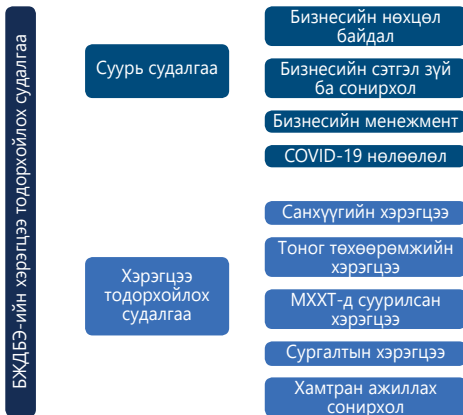 БЖДБЭ-ийн хэрэгцээ тодорхойлох судалгаа
Суурь судалгаа
Бизнесийн нөхцөл
байдал
Бизнесийн сэтгэл зүй
ба сонирхол
Бизнесийн менежмент
COVID-19 нөлөөлөл
Хэрэгцээ
тодорхойлох
судалгаа
Санхүүгийн хэрэгцээ
Тоног төхөөрөмжийн
хэрэгцээ
МХХТ-д суурилсан
хэрэгцээ
Сургалтын хэрэгцээ
Хамтран ажиллах
сонирхол